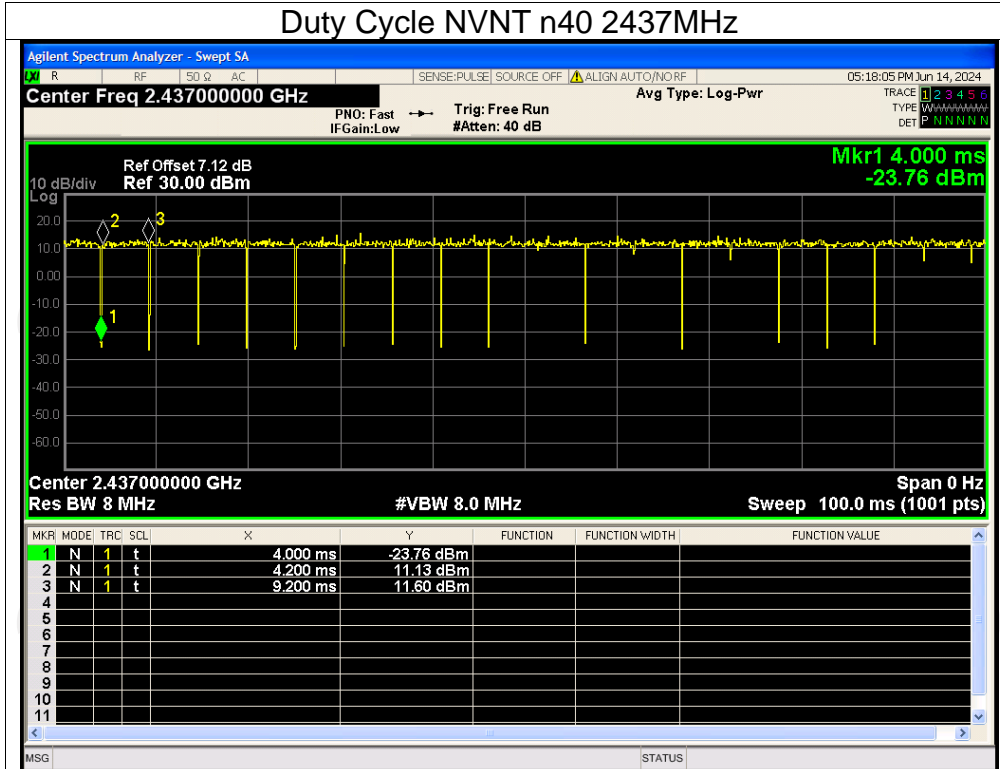 Duty Cycle NVNT n40 2437MHz
Agilent Spectrum Analyzer - Swept SA
LXI R RF 50 Ω AC SENSE:PULSE SOURCE OFF ALIGN AUTO/NO RF 05:18:05 PM Jun 14, 2024
Center Freq 2.437000000 GHz Avg Type: Log-Pwr TRACE 1 2 3 4 5 6
PNO: Fast Trig: Free Run TYPE WWWWWW
IFGain:Low #Atten: 40 dB DET P N N N N N
Mkr1 4.000 ms
Ref Offset 7.12 dB
10 dB/div Ref 30.00 dBm -23.76 dBm
Log
20.0
10.0
0.00
-10.0
-20.0
-30.0
-40.0
-50.0
-60.0
2 3
1
Center 2.437000000 GHz Span 0 Hz
Res BW 8 MHz #VBW 8.0 MHz Sweep 100.0 ms (1001 pts)
MKR MODE TRC SCL X Y FUNCTION FUNCTION WIDTH FUNCTION VALUE
1 N 1 t 4.000 ms -23.76 dBm
2 N 1 t 4.200 ms 11.13 dBm
3 N 1 t 9.200 ms 11.60 dBm
4
5
6
7
8
9
10
11
MSG STATUS